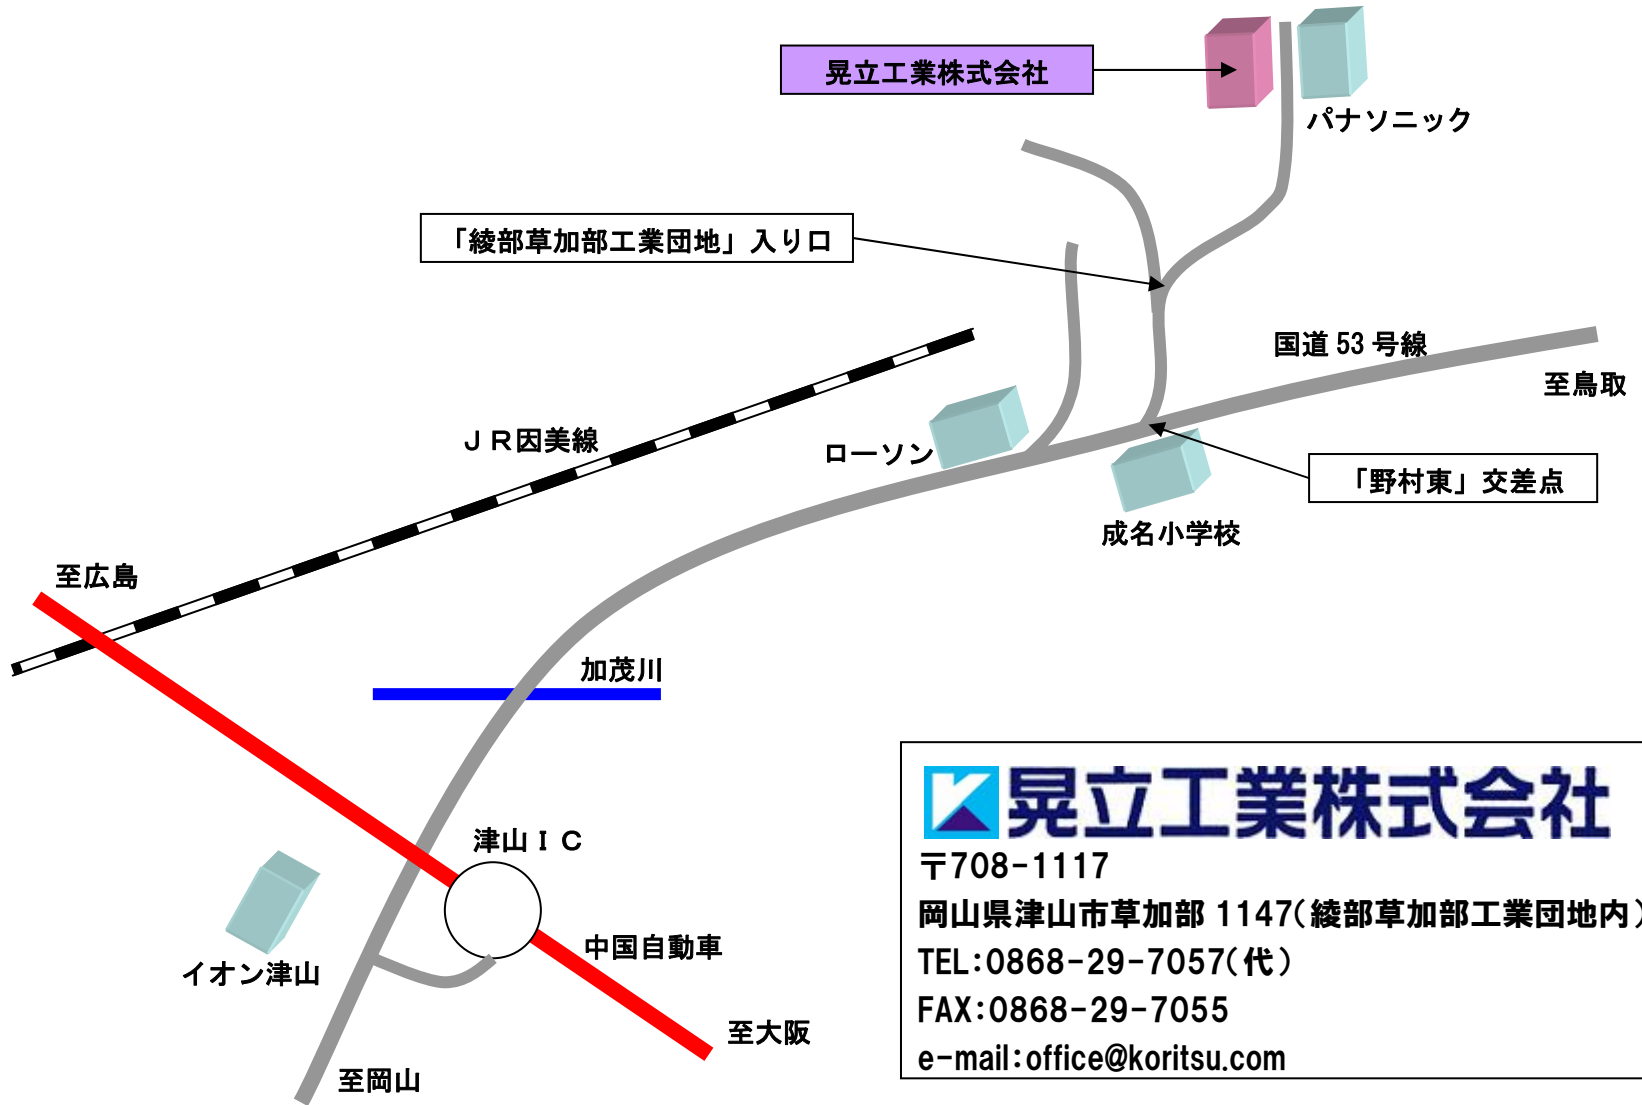 晃立工業株式会社
パナソニック
「綾部草加部工業団地」入り口
国道 53 号線
至鳥取
ＪＲ因美線
ローソン
「野村東」交差点
成名小学校
至広島
加茂川
津山ＩＣ
中国自動車
イオン津山
至大阪
至岡山
晃立工業株式会社
〒708-1117
岡山県津山市草加部 1147(綾部草加部工業団地内)
TEL:0868-29-7057(代)
FAX:0868-29-7055
e-mail:office@koritsu.com